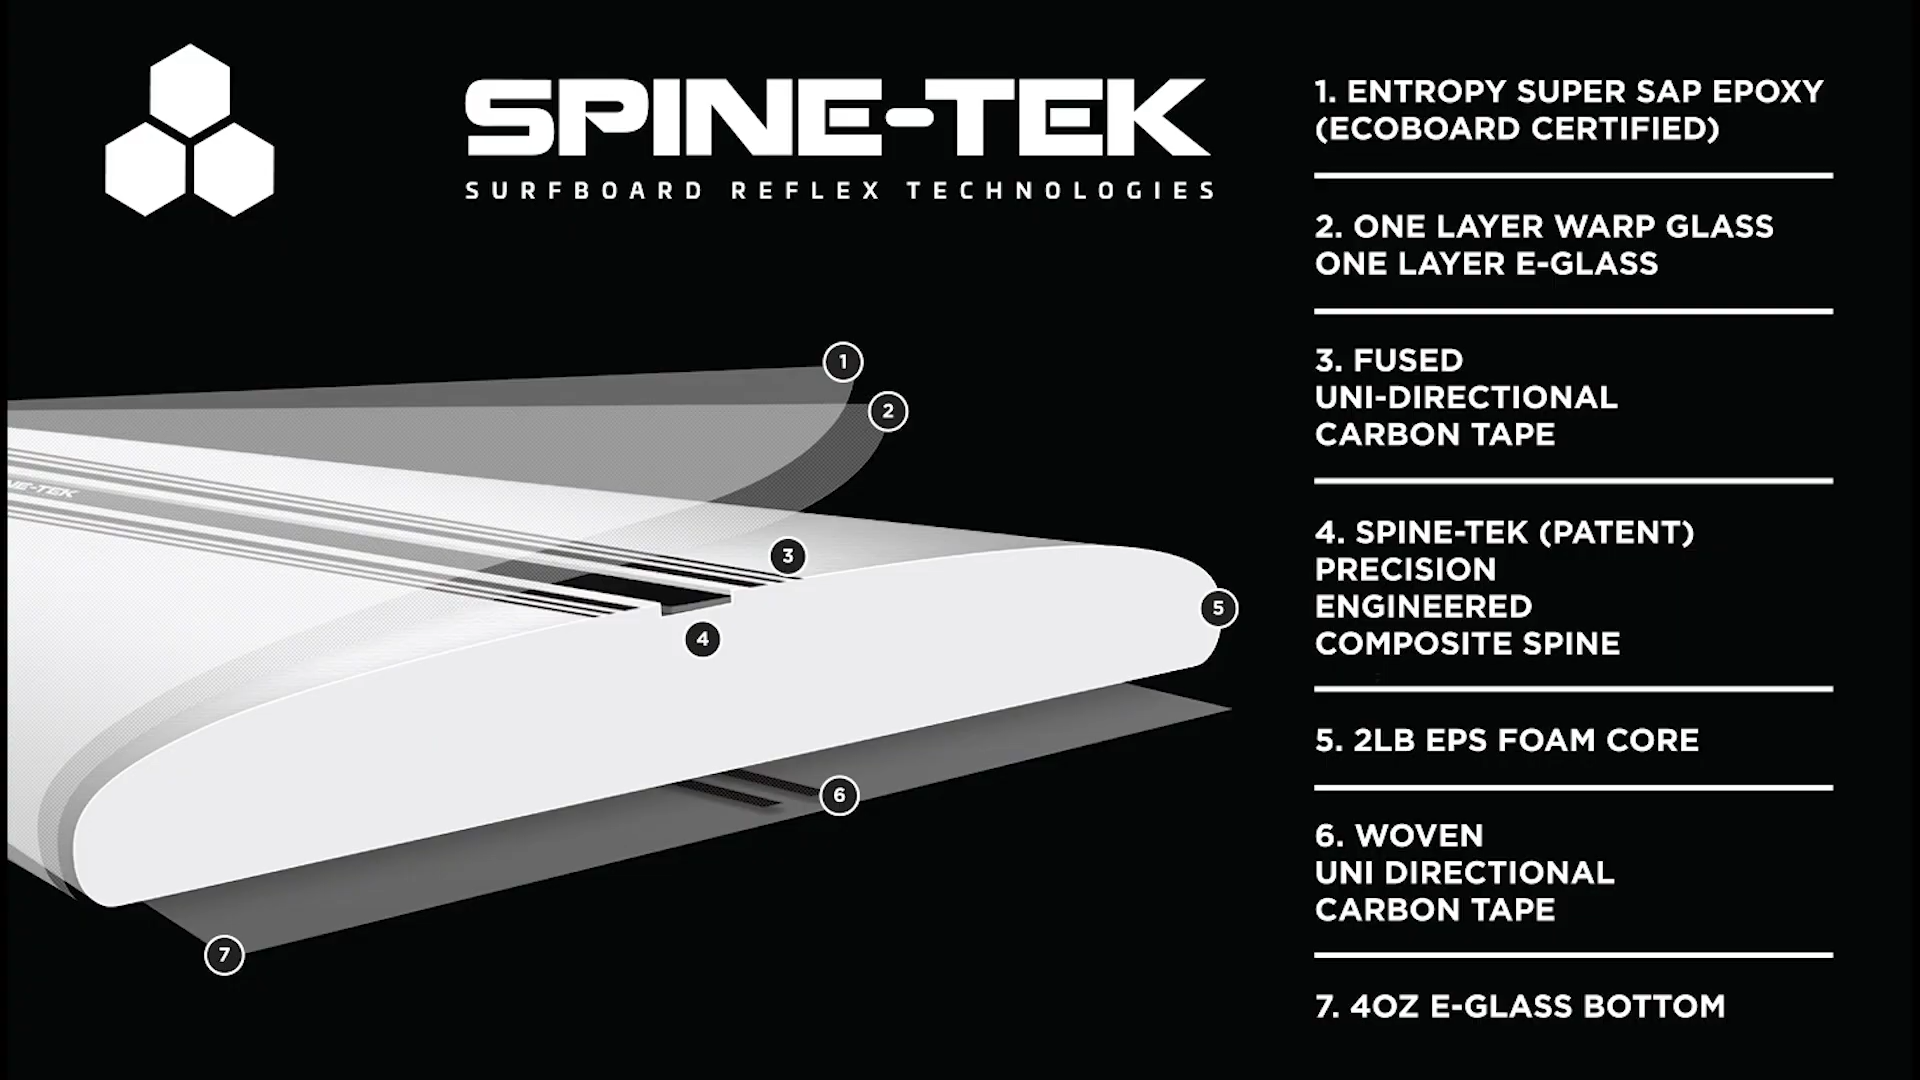 SPINE-TEK
SURFBOARD REFLEX TECHNOLOGIES
1. ENTROPY SUPER SAP EPOXY
(ECOBOARD CERTIFIED)
2. ONE LAYER WARP GLASS
ONE LAYER E-GLASS
3. FUSED
UNI-DIRECTIONAL
CARBON TAPE
4. SPINE-TEK (PATENT)
PRECISION
ENGINEERED
COMPOSITE SPINE
5. 2LB EPS FOAM CORE
6. WOVEN
UNI DIRECTIONAL
CARBON TAPE
7. 4OZ E-GLASS BOTTOM
1
2
NE-TEK
3
4
5
6
7